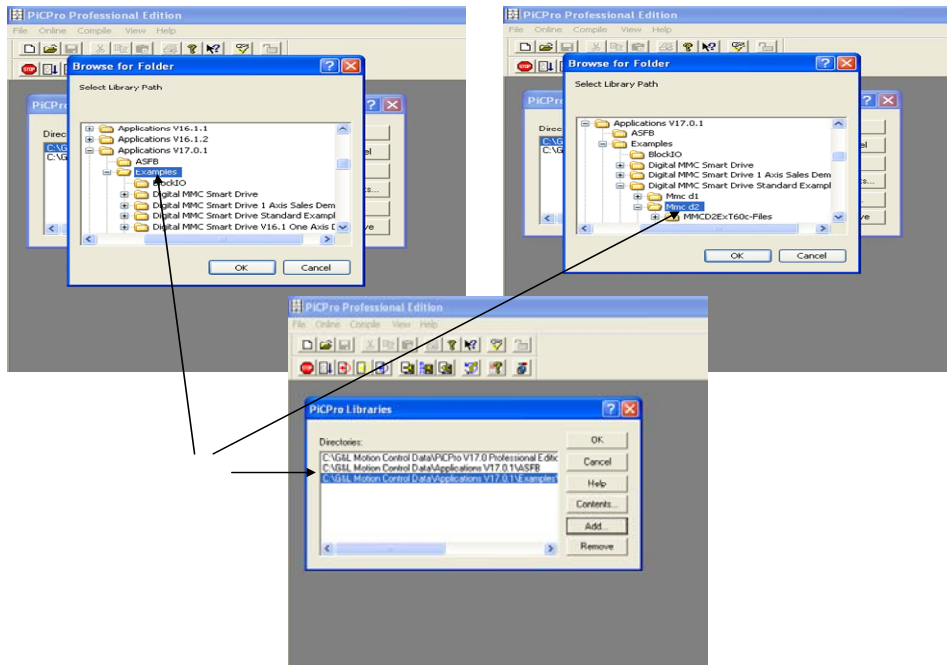 PiCPro Professional Edition
File Online Compile View Help
Browse for Folder
Select Library Path
PiCPr
Direc
C:\G&
C:\G
Applications V16.1.1
Applications V16.1.2
Applications V17.0.1
ASFB
Examples
BlockIO
Digital MMC Smart Drive
Digital MMC Smart Drive 1 Axis Sales Dem
Digital MMC Smart Drive Standard Exampl
Digital MMC Smart Drive V16.1 One Axis D
OK
Cancel
PiCPro Professional Edition
File Online Compile View Help
Browse for Folder
Select Library Path
PiCPr
Direc
C:\G&
C:\G
Applications V17.0.1
ASFB
Examples
BlockIO
Digital MMC Smart Drive
Digital MMC Smart Drive 1 Axis Sales Dem
Digital MMC Smart Drive Standard Exampl
Mmc d1
Mmc d2
MMCD2ExT60c-Files
OK
Cancel
PiCPro Professional Edition
File Online Compile View Help
PiCPro Libraries
Directories:
C:\G&L Motion Control Data\PiCPro V17.0 Professional Editic
C:\G&L Motion Control Data\Applications V17.0.1\ASFB
C:\G&L Motion Control Data\Applications V17.0.1\Examples\
OK
Cancel
Help
Contents...
Add...
Remove